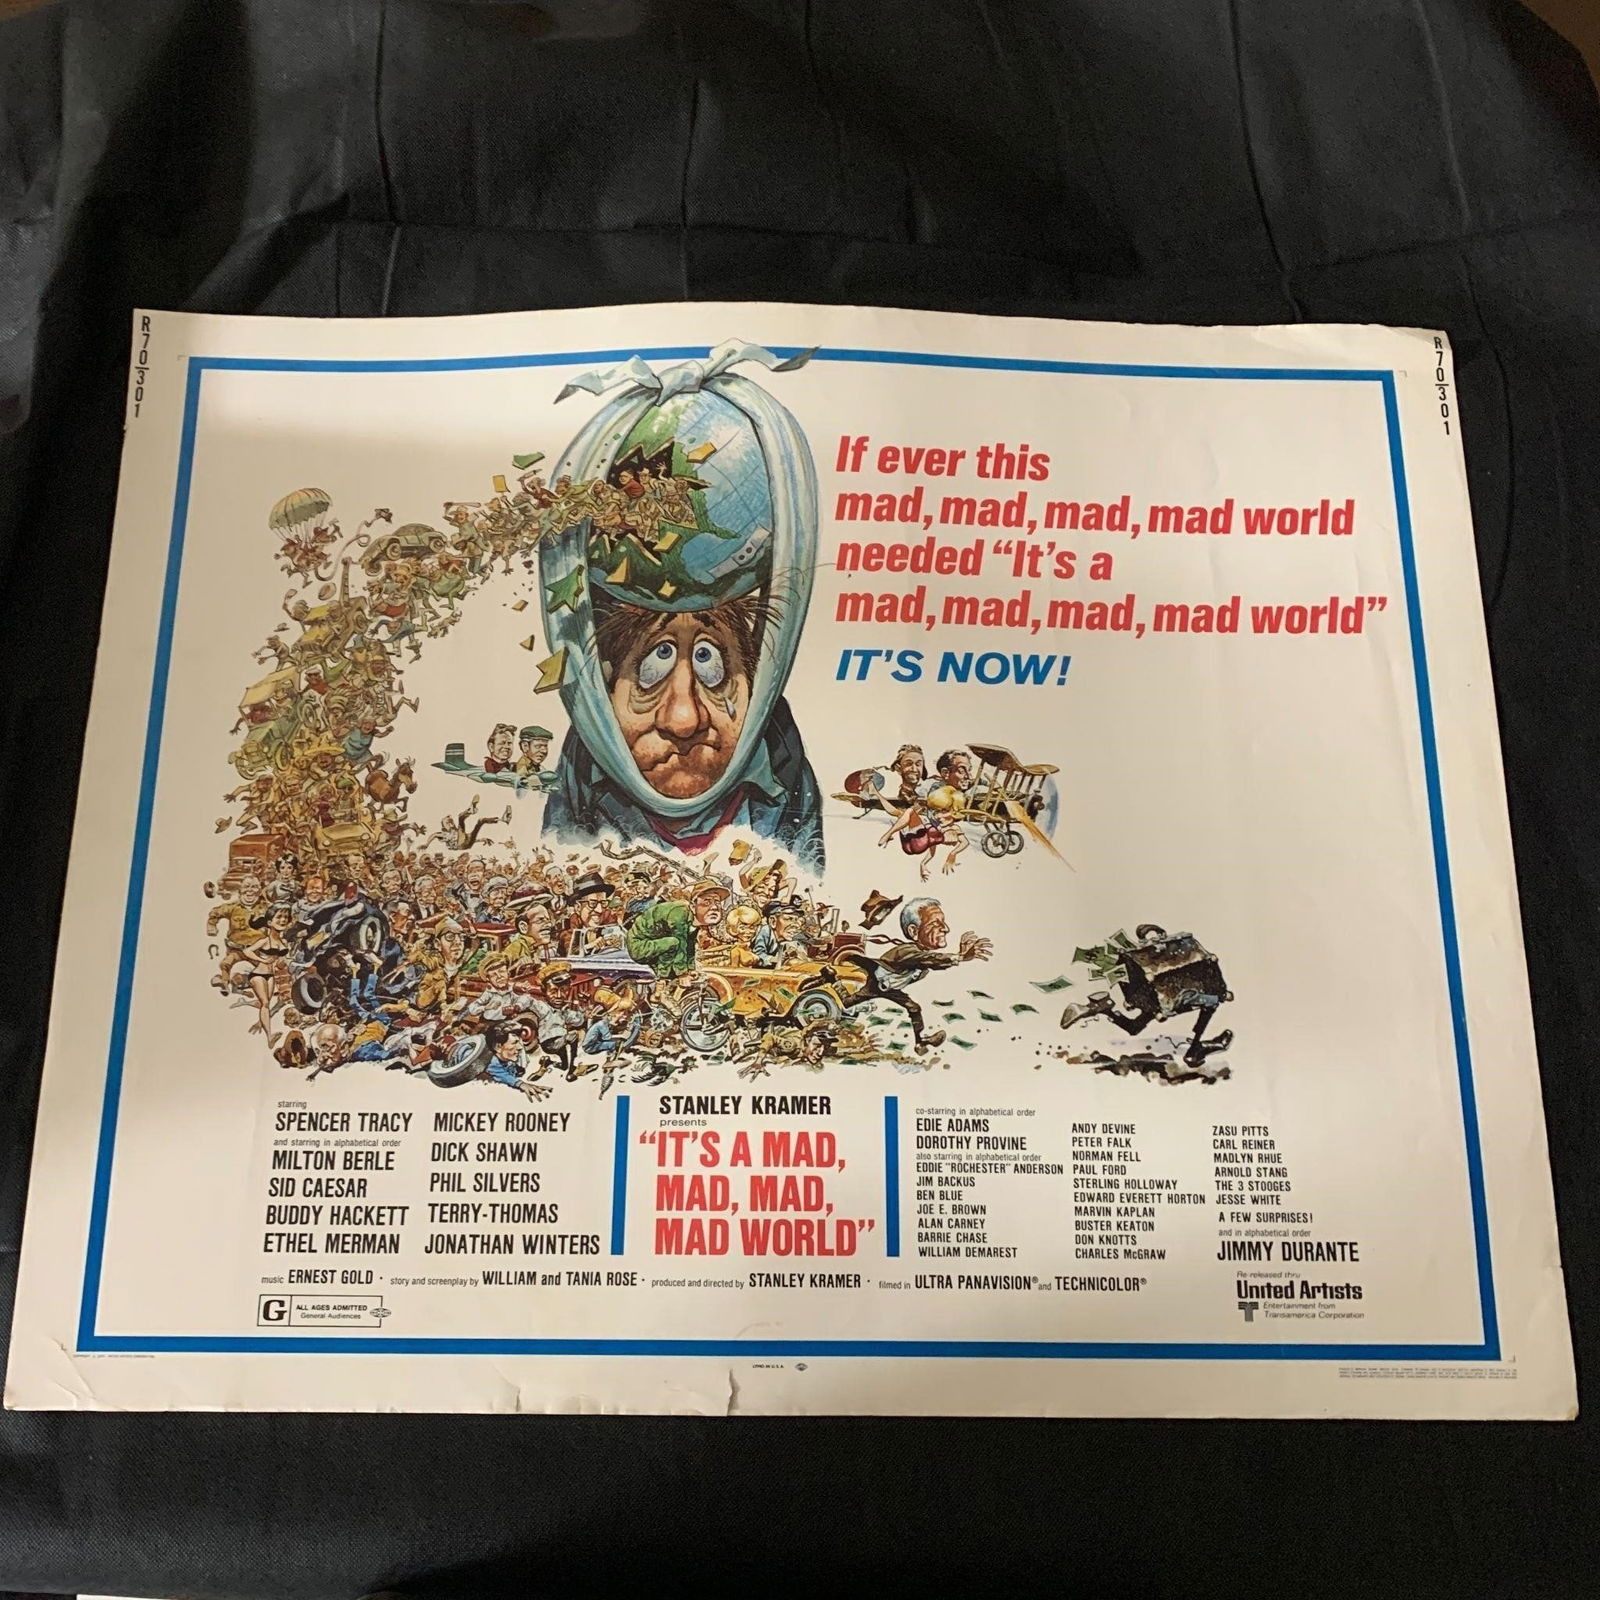 R70/301
R70/301
If ever this
mad, mad, mad, mad world
needed “It’s a
mad, mad, mad, mad world”
IT’S NOW!
starring
SPENCER TRACY
and starring in alphabetical order
MILTON BERLE
SID CAESAR
BUDDY HACKETT
ETHEL MERMAN
MICKEY ROONEY
DICK SHAWN
PHIL SILVERS
TERRY-THOMAS
JONATHAN WINTERS
STANLEY KRAMER
presents
“IT’S A MAD,
MAD, MAD,
MAD WORLD”
co-starring in alphabetical order
EDIE ADAMS
DOROTHY PROVINE
also starring in alphabetical order
EDDIE “ROCHESTER” ANDERSON
JIM BACKUS
BEN BLUE
JOE E. BROWN
ALAN CARNEY
BARRIE CHASE
WILLIAM DEMAREST
ANDY DEVINE
PETER FALK
NORMAN FELL
PAUL FORD
STERLING HOLLOWAY
EDWARD EVERETT HORTON
MARVIN KAPLAN
BUSTER KEATON
DON KNOTTS
CHARLES McGRAW
ZASU PITTS
CARL REINER
MADLYN RHUE
ARNOLD STANG
THE 3 STOOGES
JESSE WHITE
A FEW SURPRISES!
and in alphabetical order
JIMMY DURANTE
music ERNEST GOLD · story and screenplay by WILLIAM and TANIA ROSE · produced and directed by STANLEY KRAMER · filmed in ULTRA PANAVISION® and TECHNICOLOR®
G ALL AGES ADMITTED
General Audiences
Re-released thru
United Artists
Entertainment from
Transamerica Corporation
LITHO IN U.S.A.